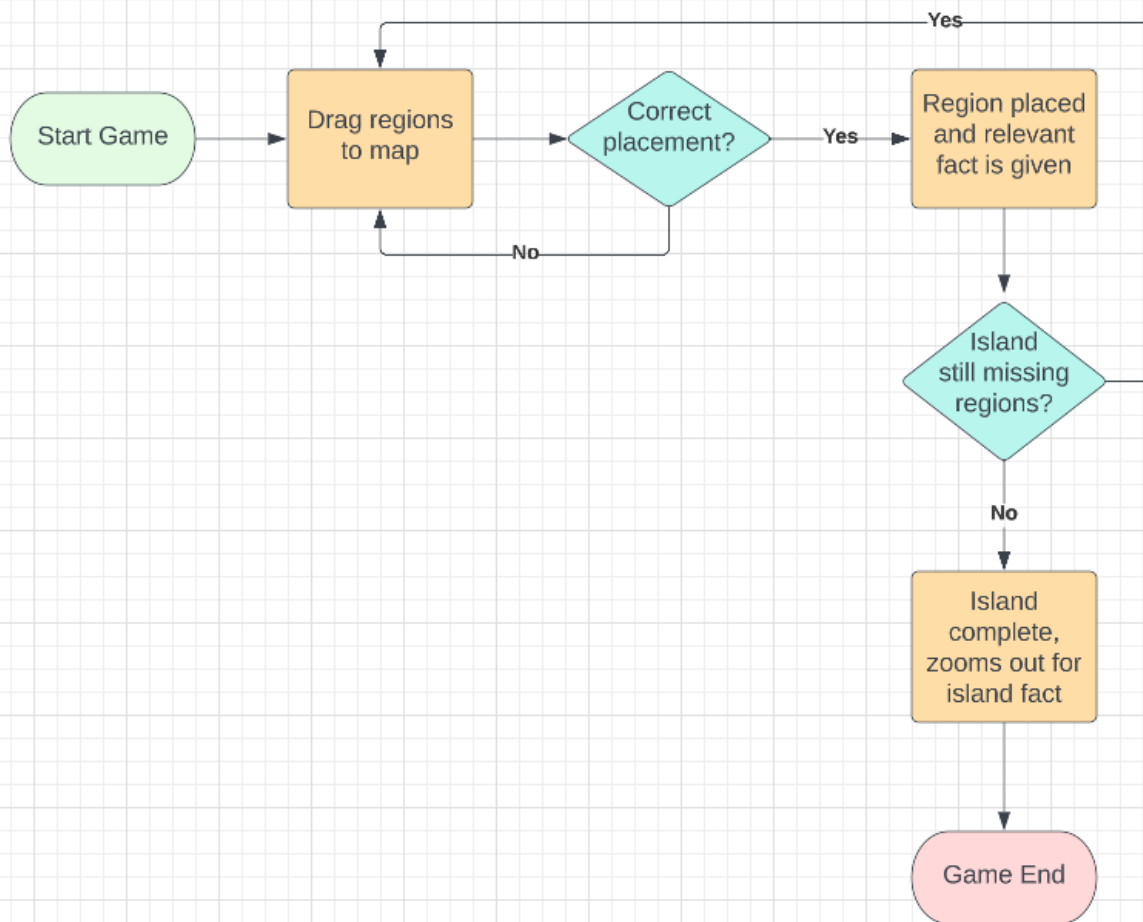 Yes
Start Game
Drag regions
to map
Correct
placement?
Yes
Region placed
and relevant
fact is given
No
Island
still missing
regions?
No
Island
complete,
zooms out for
island fact
Game End